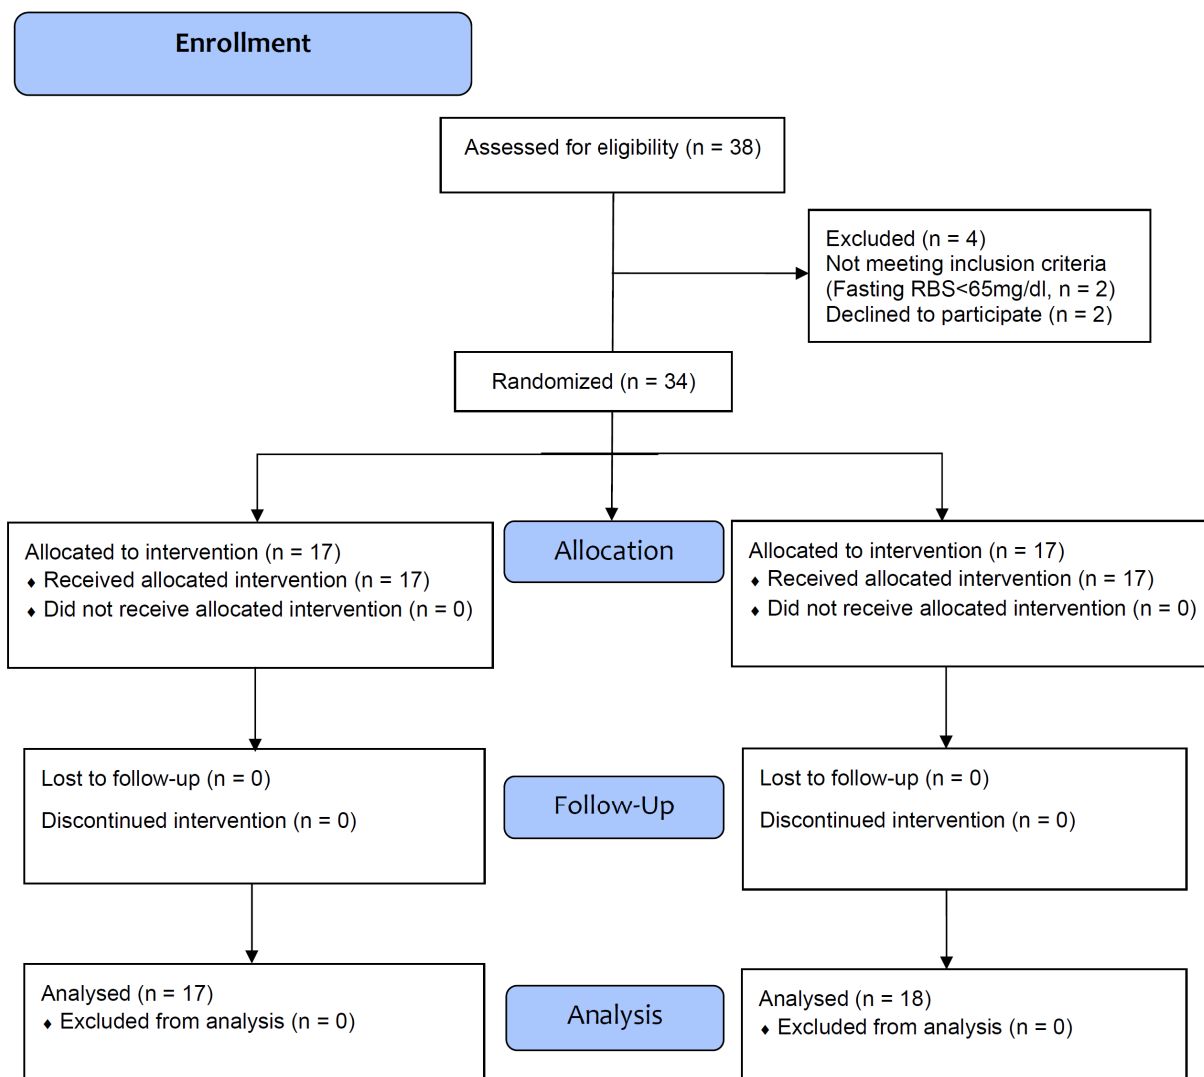 Enrollment
Assessed for eligibility (n = 38)
Excluded (n = 4)
Not meeting inclusion criteria
(Fasting RBS<65mg/dl, n = 2)
Declined to participate (n = 2)
Randomized (n = 34)
Allocated to intervention (n = 17)
♦ Received allocated intervention (n = 17)
♦ Did not receive allocated intervention (n = 0)
Allocation
Allocated to intervention (n = 17)
♦ Received allocated intervention (n = 17)
♦ Did not receive allocated intervention (n = 0)
Lost to follow-up (n = 0)
Discontinued intervention (n = 0)
Follow-Up
Lost to follow-up (n = 0)
Discontinued intervention (n = 0)
Analysed (n = 17)
♦ Excluded from analysis (n = 0)
Analysis
Analysed (n = 18)
♦ Excluded from analysis (n = 0)